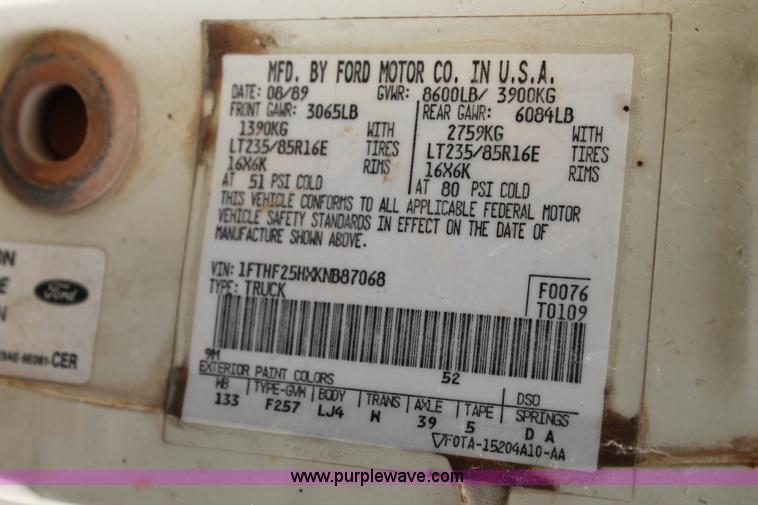 MFD. BY FORD MOTOR CO. IN U.S.A.
DATE: 08/89 GVWR: 8600LB/ 3900KG
FRONT GAWR: 3065LB REAR GAWR: 6084LB
1390KG WITH 2759KG WITH
LT235/85R16E TIRES LT235/85R16E TIRES
16X6K RIMS 16X6K RIMS
AT 51 PSI COLD AT 80 PSI COLD
THIS VEHICLE CONFORMS TO ALL APPLICABLE FEDERAL MOTOR
VEHICLE SAFETY STANDARDS IN EFFECT ON THE DATE OF
MANUFACTURE SHOWN ABOVE.
VIN: 1FTHF25HXKNB87068 F0076
TYPE: TRUCK T0109
9M 52
EXTERIOR PAINT COLORS DSO
WB TYPE-GVW BODY TRANS AXLE TAPE SPRINGS
133 F257 LJ4 W 39 5 D A
F0TA-15204A10-AA
Ford
CER
www.purplewave.com